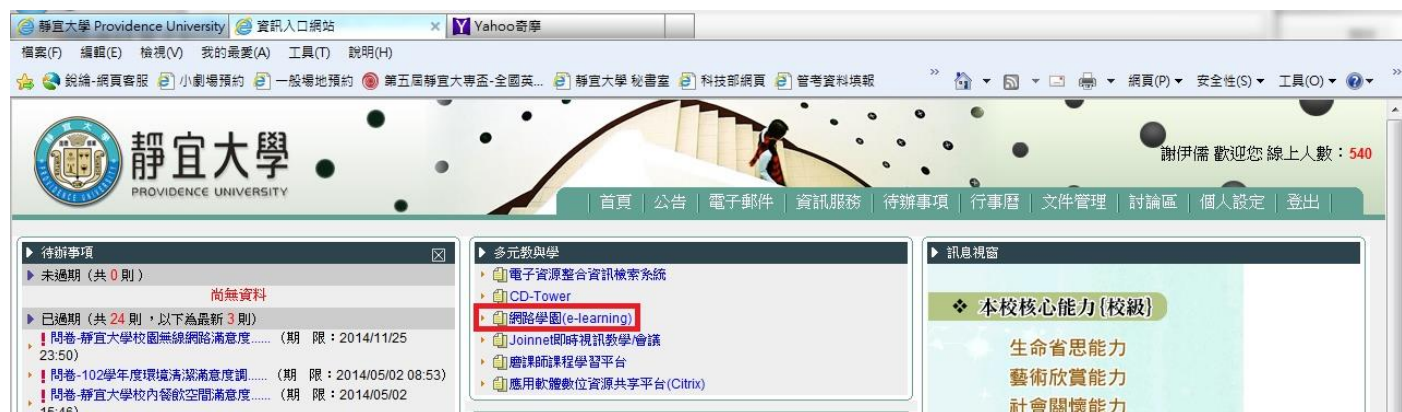 靜宜大學 Providence University 資訊入口網站 × Yahoo奇摩
檔案(F) 編輯(E) 檢視(V) 我的最愛(A) 工具(T) 說明(H)
銳綸-網頁客服 小劇場預約 一般場地預約 第五屆靜宜大專盃-全國英... 靜宜大學 秘書室 科技部網頁 管考資料填報 » 網頁(P) 安全性(S) 工具(O) »
靜宜大學
PROVIDENCE UNIVERSITY
謝伊儒 歡迎您 線上人數：540
| 首頁 | 公告 | 電子郵件 | 資訊服務 | 待辦事項 | 行事曆 | 文件管理 | 討論區 | 個人設定 | 登出 |
待辦事項
未過期（共 0 則）
尚無資料
已過期（共 24 則，以下為最新 3 則）
問卷-靜宜大學校園無線網路滿意度...... （期 限：2014/11/25
23:50）
問卷-102學年度環境清潔滿意度調...... （期 限：2014/05/02 08:53）
問卷-靜宜大學校內餐飲空間滿意度...... （期 限：2014/05/02
15:46）
多元教與學
電子資源整合資訊檢索系統
CD-Tower
網路學園(e-learning)
Joinnet即時視訊教學/會議
磨課師課程學習平台
應用軟體數位資源共享平台(Citrix)
訊息視窗
本校核心能力{校級}
生命省思能力
藝術欣賞能力
社會關懷能力